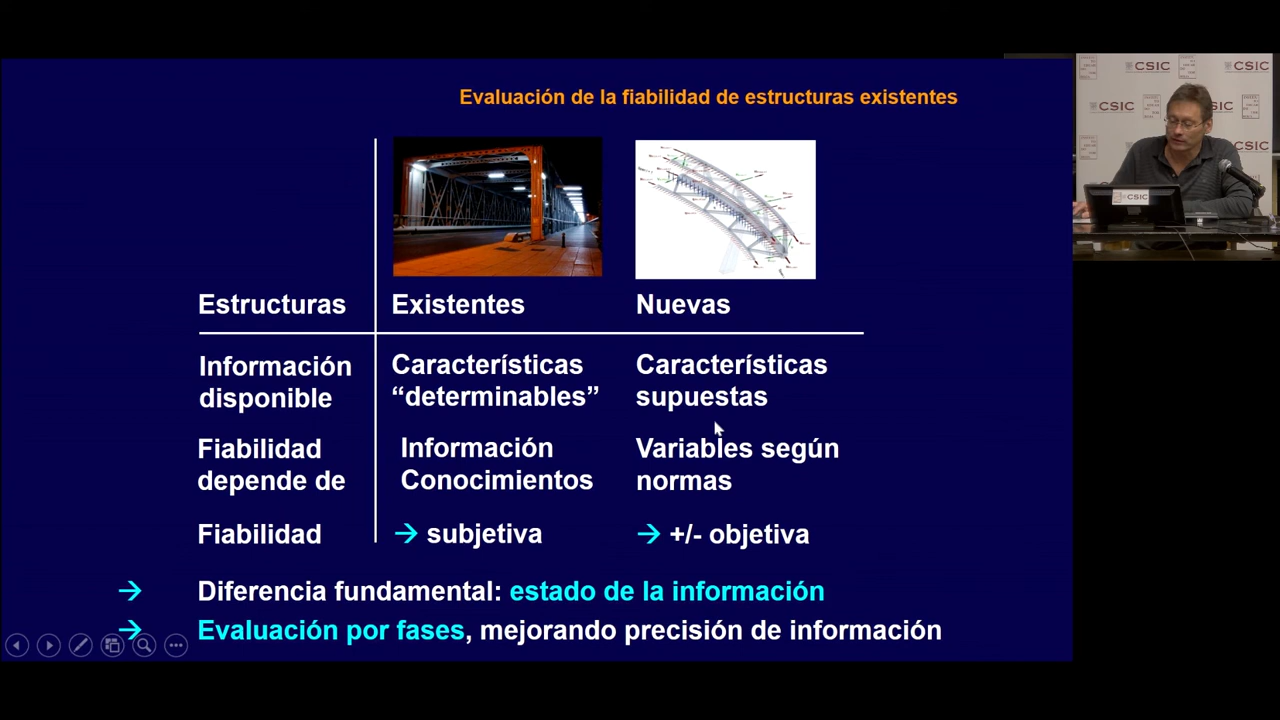 Evaluación de la fiabilidad de estructuras existentes
Estructuras
Existentes
Nuevas
Información
disponible
Características
“determinables”
Características
supuestas
Fiabilidad
depende de
Información
Conocimientos
Variables según
normas
Fiabilidad
→ subjetiva
→ +/- objetiva
→ Diferencia fundamental: estado de la información
→ Evaluación por fases, mejorando precisión de información
CSIC
CSIC
CSIC
CSIC
CSIC
CSIC